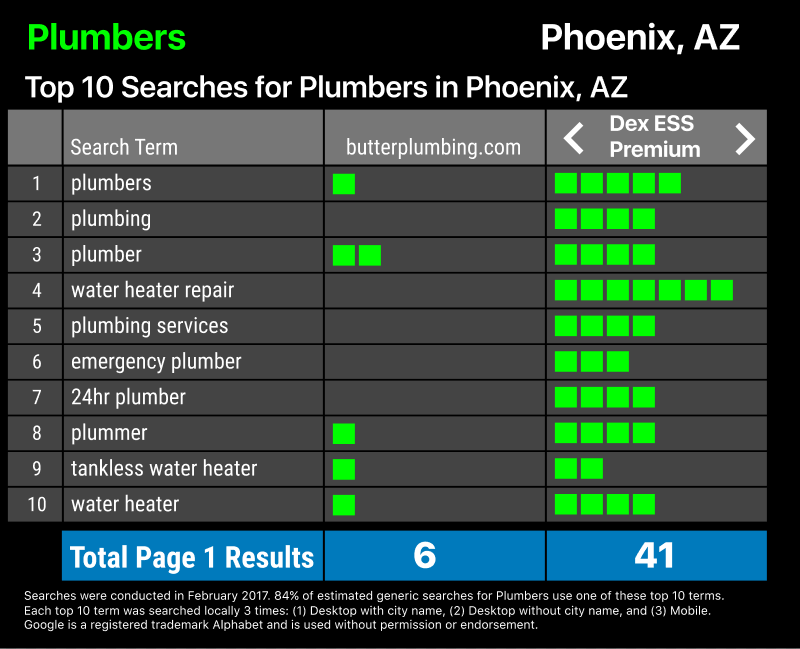 Plumbers
Phoenix, AZ
Top 10 Searches for Plumbers in Phoenix, AZ
Search Term butterplumbing.com Dex ESS
Premium
1 plumbers
2 plumbing
3 plumber
4 water heater repair
5 plumbing services
6 emergency plumber
7 24hr plumber
8 plummer
9 tankless water heater
10 water heater
Total Page 1 Results 6 41
Searches were conducted in February 2017. 84% of estimated generic searches for Plumbers use one of these top 10 terms.
Each top 10 term was searched locally 3 times: (1) Desktop with city name, (2) Desktop without city name, and (3) Mobile.
Google is a registered trademark Alphabet and is used without permission or endorsement.